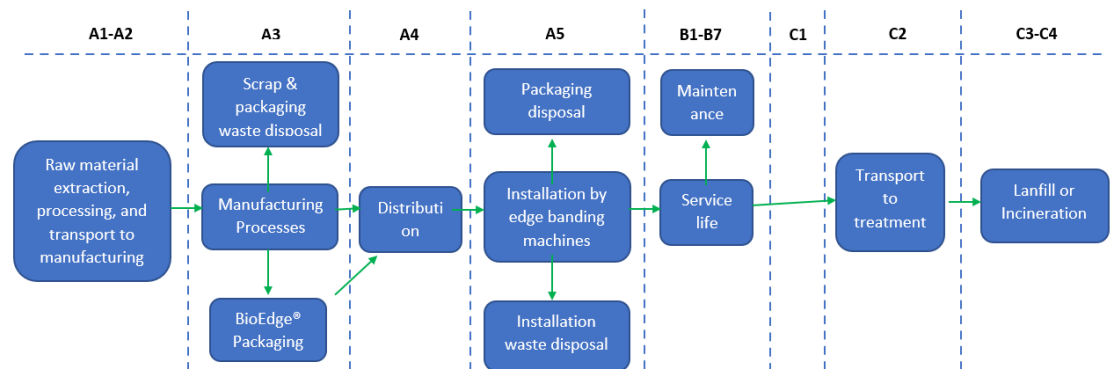 A1-A2
A3
A4
A5
B1-B7
C1
C2
C3-C4
Scrap &
packaging
waste disposal
Packaging
disposal
Mainten
ance
Raw material
extraction,
processing, and
transport to
manufacturing
Manufacturing
Processes
Distributi
on
Installation by
edge banding
machines
Service
life
Transport
to
treatment
Lanfill or
Incineration
BioEdge®
Packaging
Installation
waste disposal